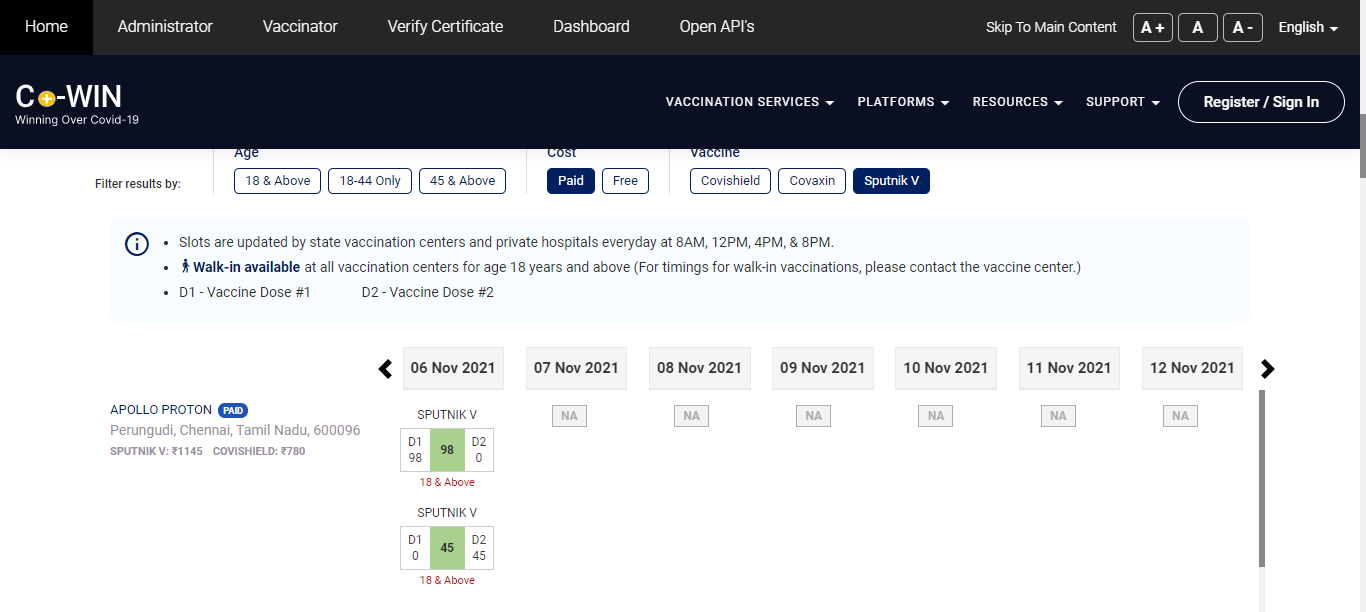 Home Administrator Vaccinator Verify Certificate Dashboard Open API's Skip To Main Content A + A A - English
CO-WIN
Winning Over Covid-19
VACCINATION SERVICES PLATFORMS RESOURCES SUPPORT Register / Sign In
Age Cost Vaccine
Filter results by: 18 & Above 18-44 Only 45 & Above Paid Free Covishield Covaxin Sputnik V
• Slots are updated by state vaccination centers and private hospitals everyday at 8AM, 12PM, 4PM, & 8PM.
• Walk-in available at all vaccination centers for age 18 years and above (For timings for walk-in vaccinations, please contact the vaccine center.)
• D1 - Vaccine Dose #1 D2 - Vaccine Dose #2
06 Nov 2021 07 Nov 2021 08 Nov 2021 09 Nov 2021 10 Nov 2021 11 Nov 2021 12 Nov 2021
APOLLO PROTON PAID
Perungudi, Chennai, Tamil Nadu, 600096
SPUTNIK V: ₹1145 COVISHIELD: ₹780
SPUTNIK V NA NA NA NA NA NA
D1 98 D2
98 0
18 & Above
SPUTNIK V
D1 45 D2
0 45
18 & Above